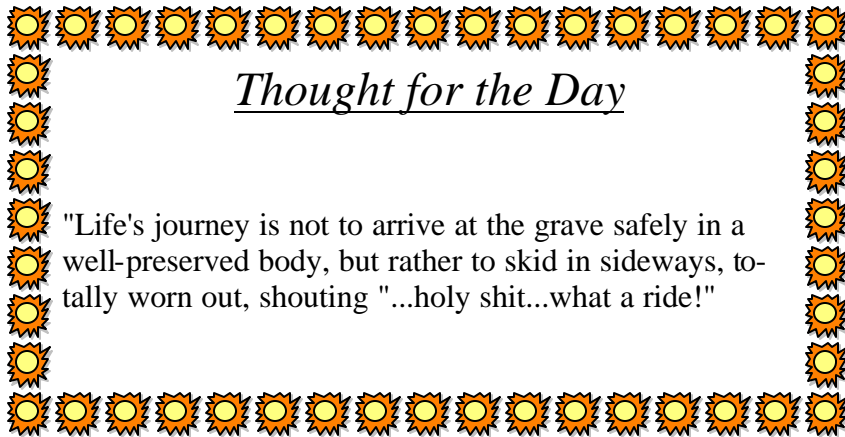 Thought for the Day
"Life's journey is not to arrive at the grave safely in a
well-preserved body, but rather to skid in sideways, to-
tally worn out, shouting "...holy shit...what a ride!"